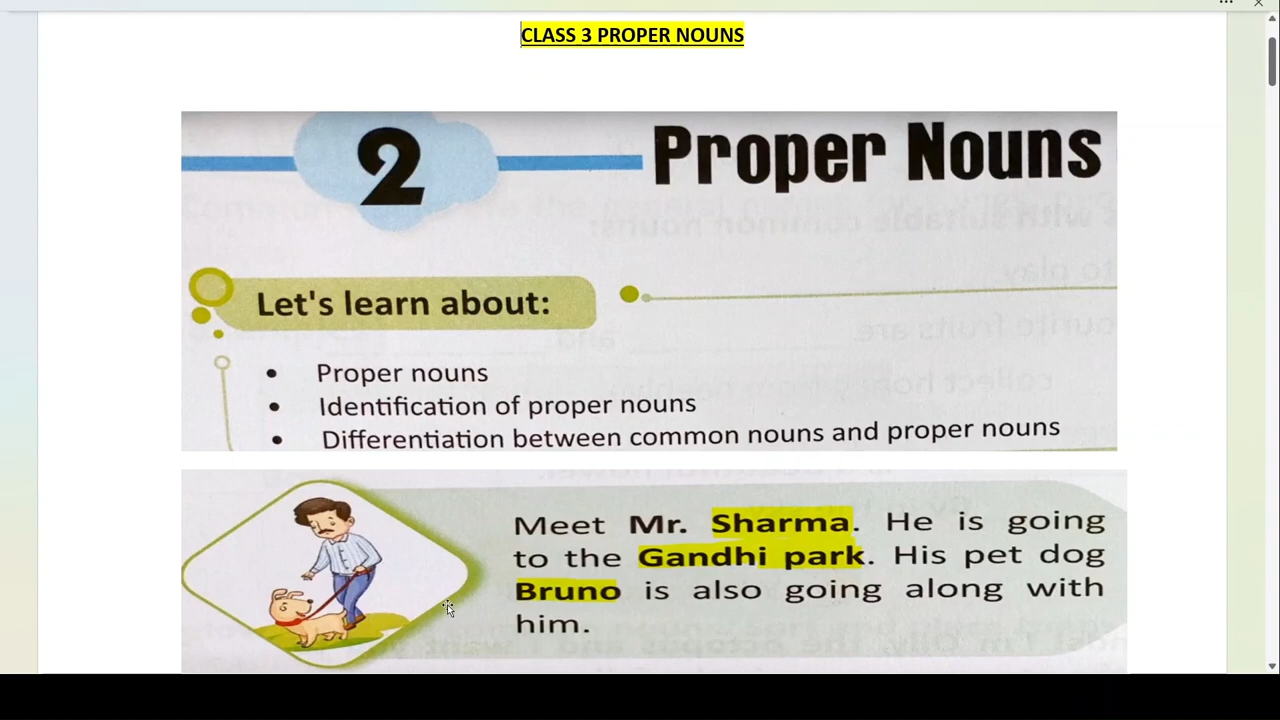 CLASS 3 PROPER NOUNS
2
Proper Nouns
Let's learn about:
• Proper nouns
• Identification of proper nouns
• Differentiation between common nouns and proper nouns
Meet Mr. Sharma. He is going
to the Gandhi park. His pet dog
Bruno is also going along with
him.